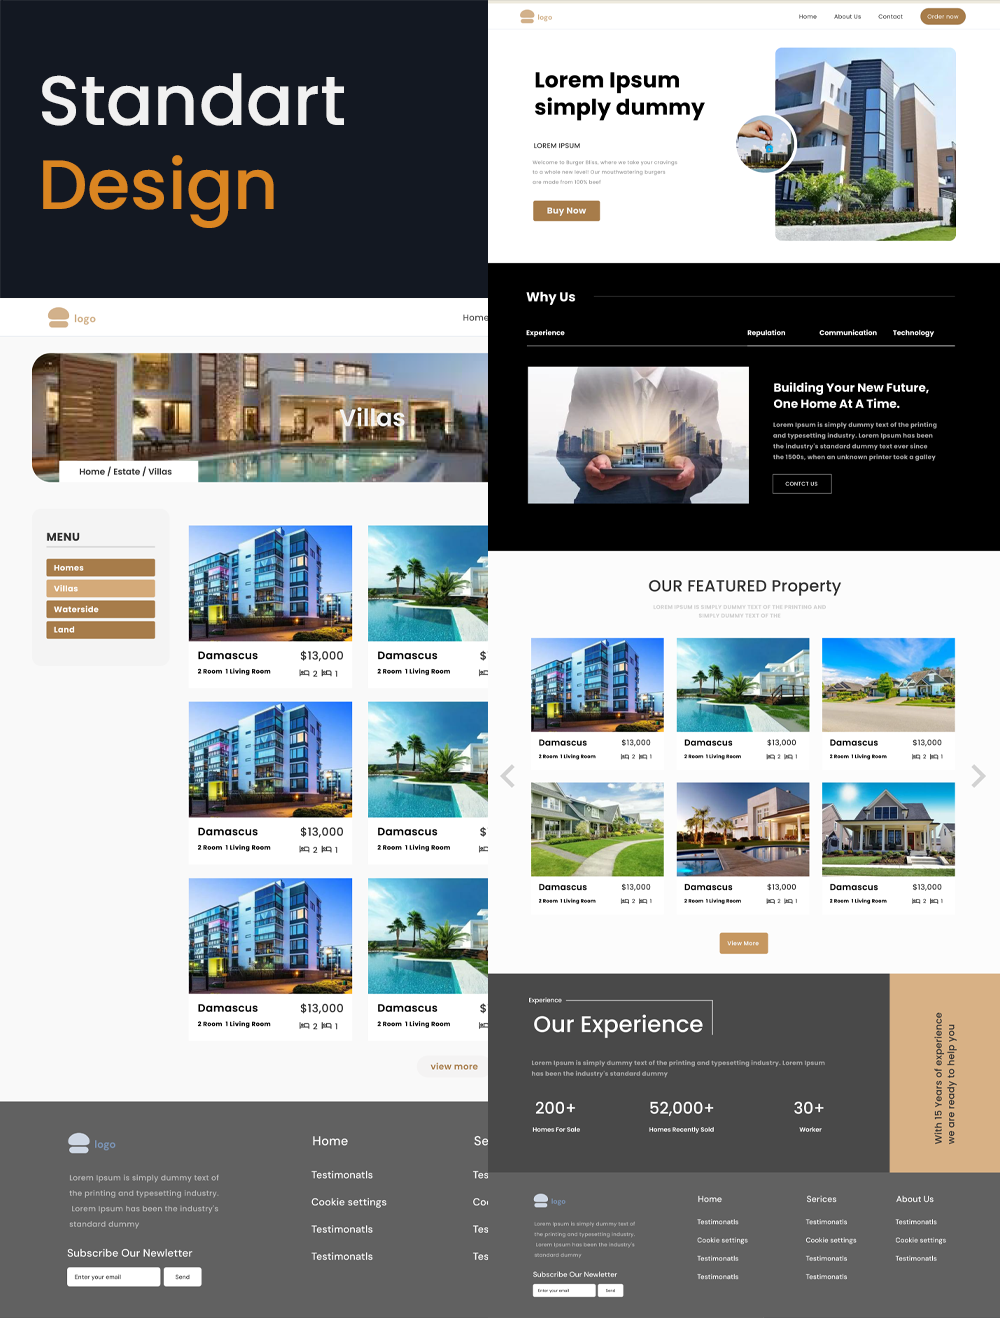 Standart
Design
logo
Home
Villas
Home / Estate / Villas
MENU
Homes
Villas
Waterside
Land
Damascus $13,000
2 Room 1 Living Room 2 1
$
Damascus
2 Room 1 Living Room
Damascus $13,000
2 Room 1 Living Room 2 1
Damascus $
2 Room 1 Living Room
Damascus $13,000
2 Room 1 Living Room 2 1
Damascus $
2 Room 1 Living Room
view more
logo
Lorem Ipsum is simply dummy text of
the printing and typesetting industry.
Lorem Ipsum has been the industry's
standard dummy
Subscribe Our Newletter
Enter your email Send
Home
Testimonatls
Cookie settings
Testimonatls
Testimonatls
Se
Tes
Coo
Tes
Tes
logo
Home About Us Contact Order now
Lorem Ipsum
simply dummy
LOREM IPSUM
Welcome to Burger Bliss, where we take your cravings
to a whole new level! Our mouthwatering burgers
are made from 100% beef
Buy Now
Why Us
Experience Repulation Communication Technology
Building Your New Future,
One Home At A Time.
Lorem Ipsum is simply dummy text of the printing
and typesetting industry. Lorem Ipsum has been
the industry's standard dummy text ever since
the 1500s, when an unknown printer took a galley
CONTCT US
OUR FEATURED Property
LOREM IPSUM IS SIMPLY DUMMY TEXT OF THE PRINTING AND
SIMPLY DUMMY TEXT OF THE
Damascus $13,000
2 Room 1 Living Room 2 1
Damascus $13,000
2 Room 1 Living Room 2 1
Damascus $13,000
2 Room 1 Living Room 2 1
Damascus $13,000
2 Room 1 Living Room 2 1
Damascus $13,000
2 Room 1 Living Room 2 1
Damascus $13,000
2 Room 1 Living Room 2 1
View More
Experience
Our Experience
Lorem Ipsum is simply dummy text of the printing and typesetting industry. Lorem Ipsum
has been the industry's standard dummy
200+ 52,000+ 30+
Homes For Sale Homes Recently Sold Worker
With 15 Years of experience
we are ready to help you
logo
Lorem Ipsum is simply dummy text of
the printing and typesetting industry.
Lorem Ipsum has been the industry's
standard dummy
Subscribe Our Newletter
Enter your email Send
Home
Testimonatls
Cookie settings
Testimonatls
Testimonatls
Serices
Testimonatls
Cookie settings
Testimonatls
Testimonatls
About Us
Testimonatls
Cookie settings
Testimonatls